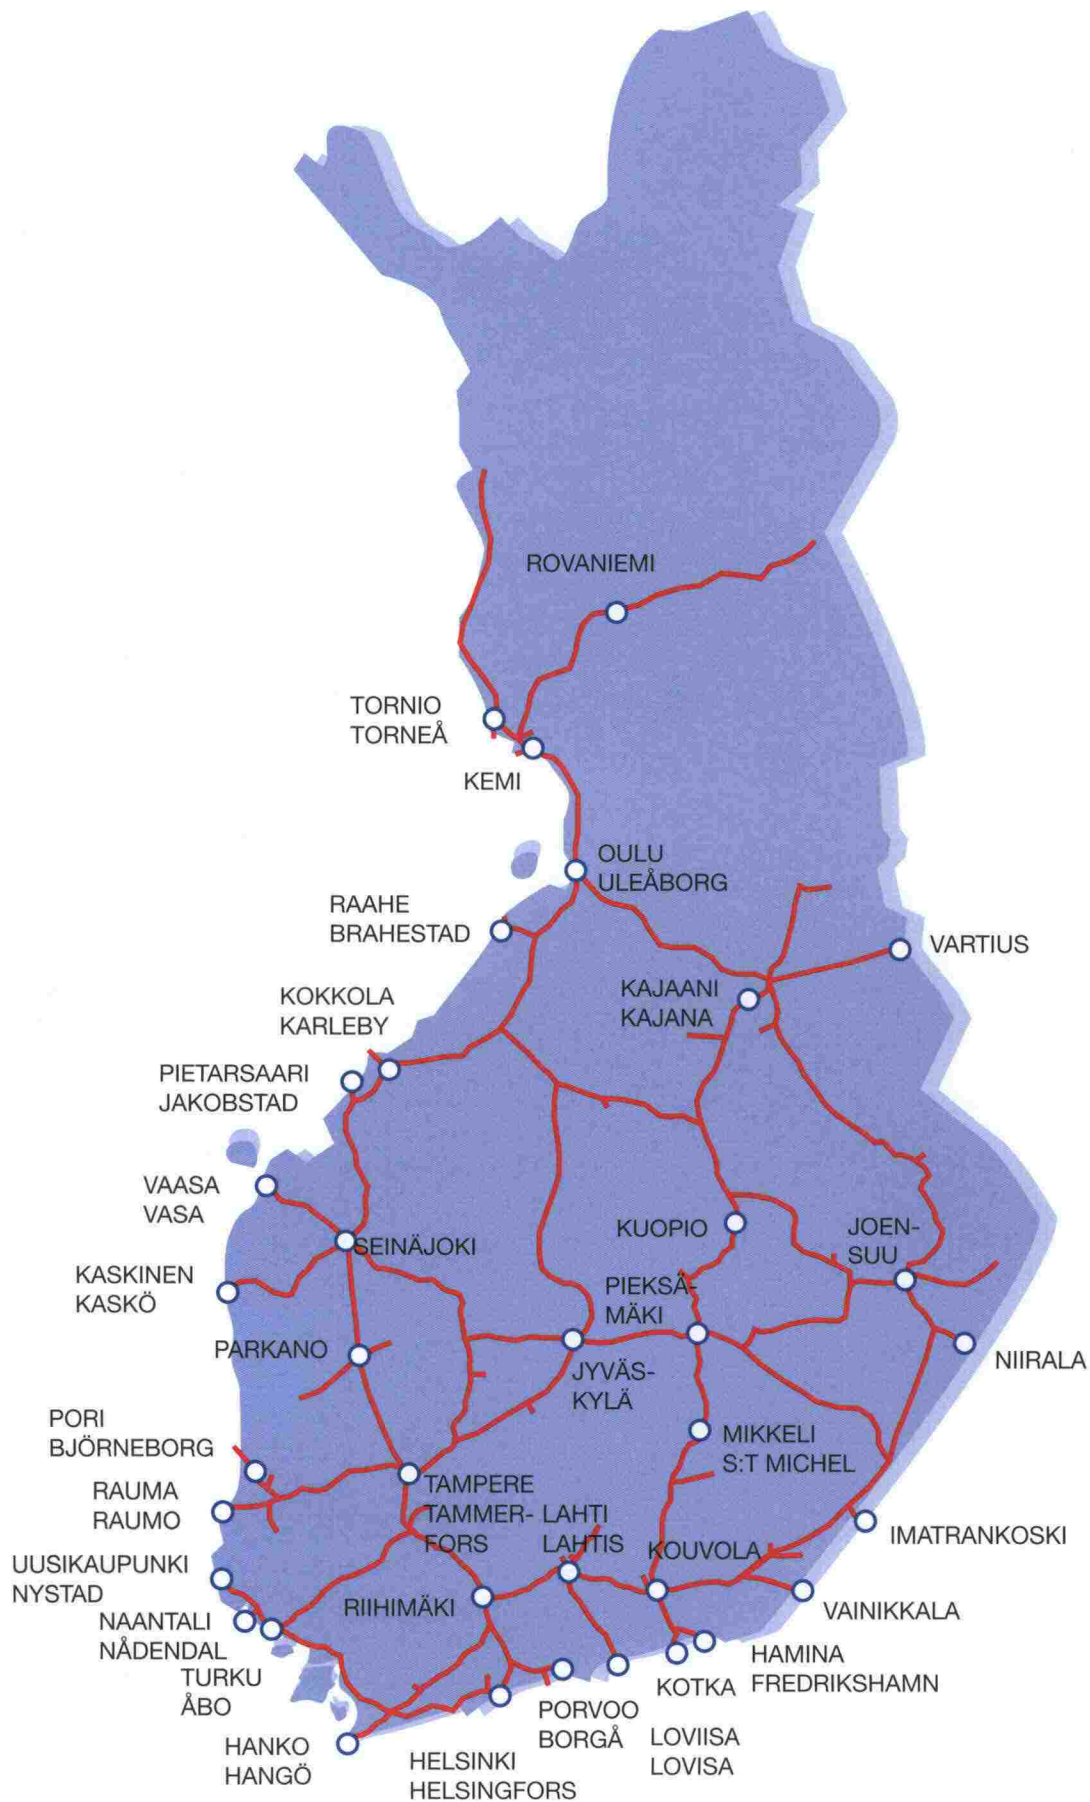 ROVANIEMI
TORNIO
TORNEÅ
KEMI
OULU
ULEÅBORG
RAAHE
BRAHESTAD
VARTIUS
KAJAANI
KAJANA
KOKKOLA
KARLEBY
PIETARSAARI
JAKOBSTAD
VAASA
VASA
KUOPIO
JOEN-
SUU
SEINÄJOKI
KASKINEN
KASKÖ
PIEKSÄ-
MÄKI
PARKANO
NIIRALA
JYVÄS-
KYLÄ
PORI
BJÖRNEBORG
MIKKELI
S:T MICHEL
RAUMA
RAUMO
TAMPERE
TAMMER-
FORS
LAHTI
LAHTIS
IMATRANKOSKI
KOUVOLA
UUSIKAUPUNKI
NYSTAD
RIIHIMÄKI
VAINIKKALA
NAANTALI
NÅDENDAL
TURKU
ÅBO
HAMINA
FREDRIKSHAMN
KOTKA
PORVOO
BORGÅ
LOVIISA
LOVISA
HANKO
HANGÖ
HELSINKI
HELSINGFORS